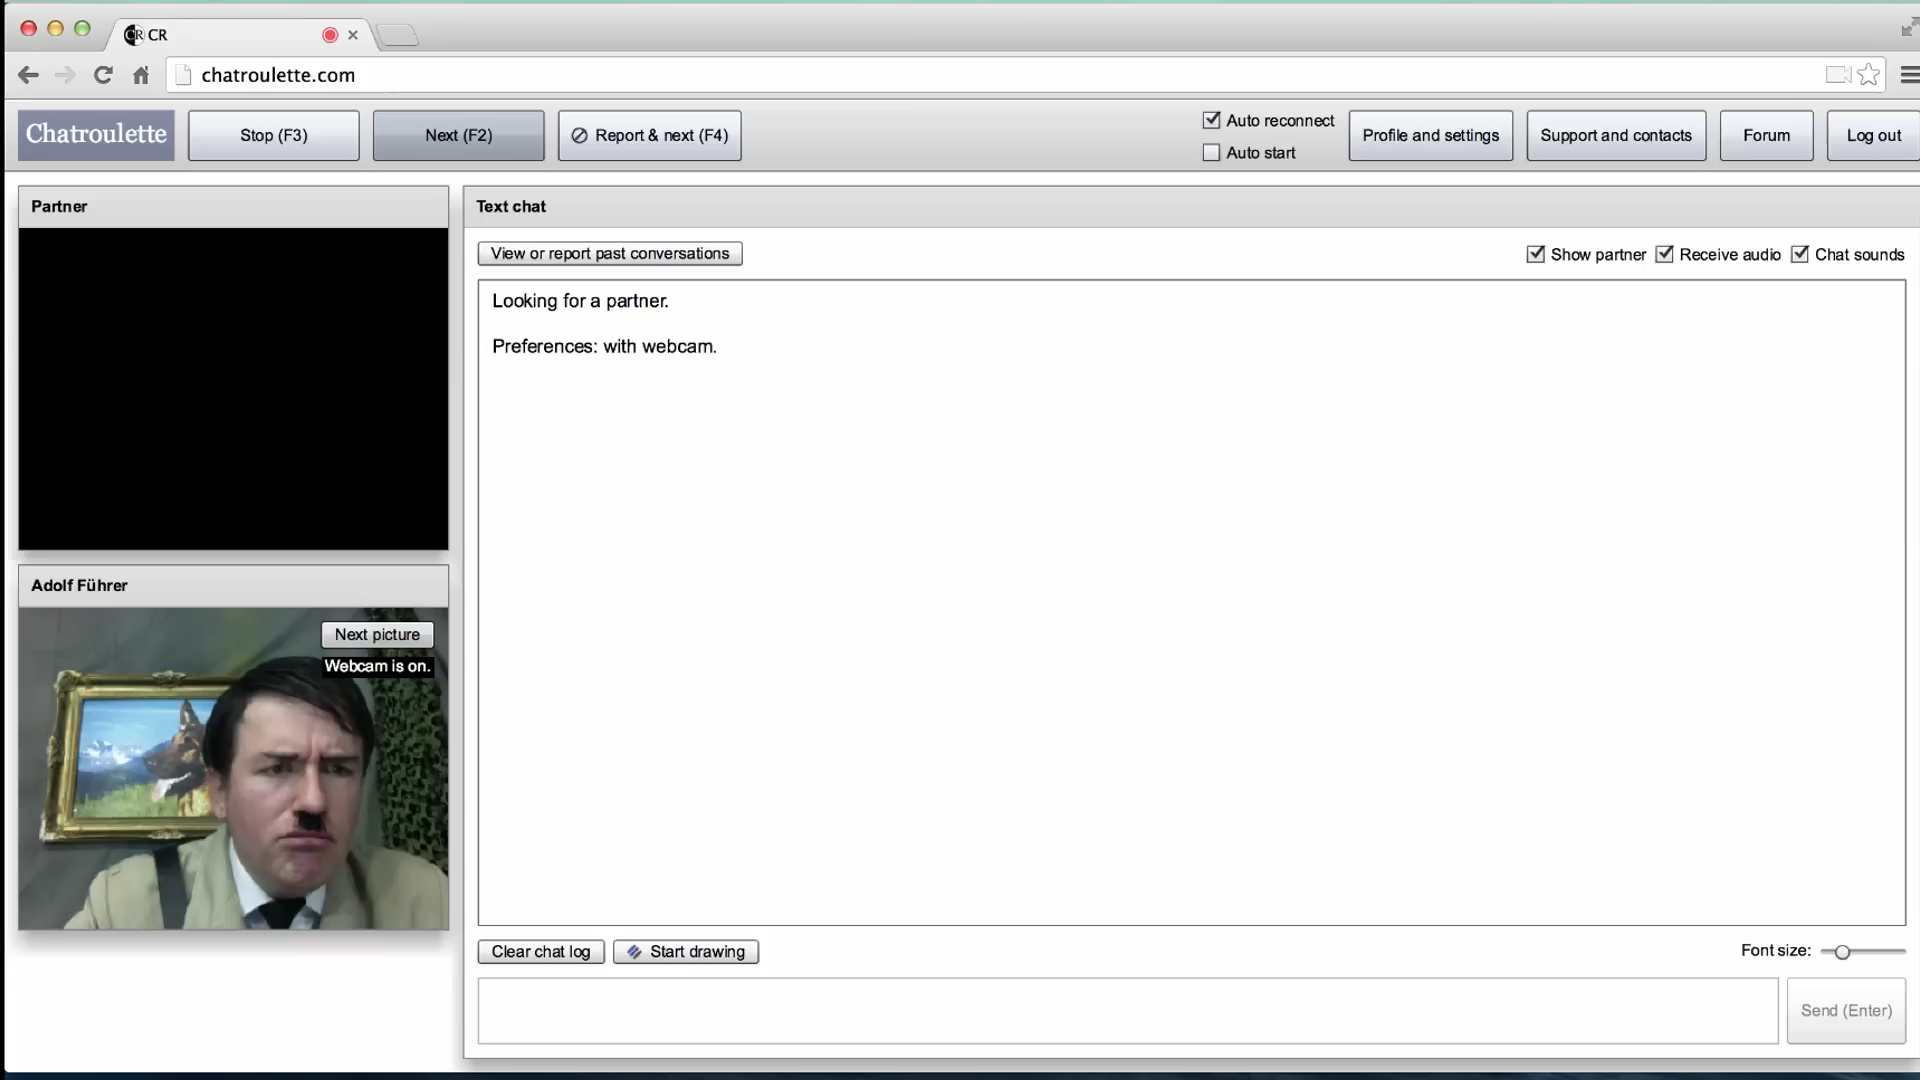 CR CR
chatroulette.com
Chatroulette
Stop (F3)
Next (F2)
Report & next (F4)
Auto reconnect
Auto start
Profile and settings
Support and contacts
Forum
Log out
Partner
Text chat
View or report past conversations
Show partner
Receive audio
Chat sounds
Looking for a partner.
Preferences: with webcam.
Adolf Führer
Next picture
Webcam is on.
Clear chat log
Start drawing
Font size:
Send (Enter)